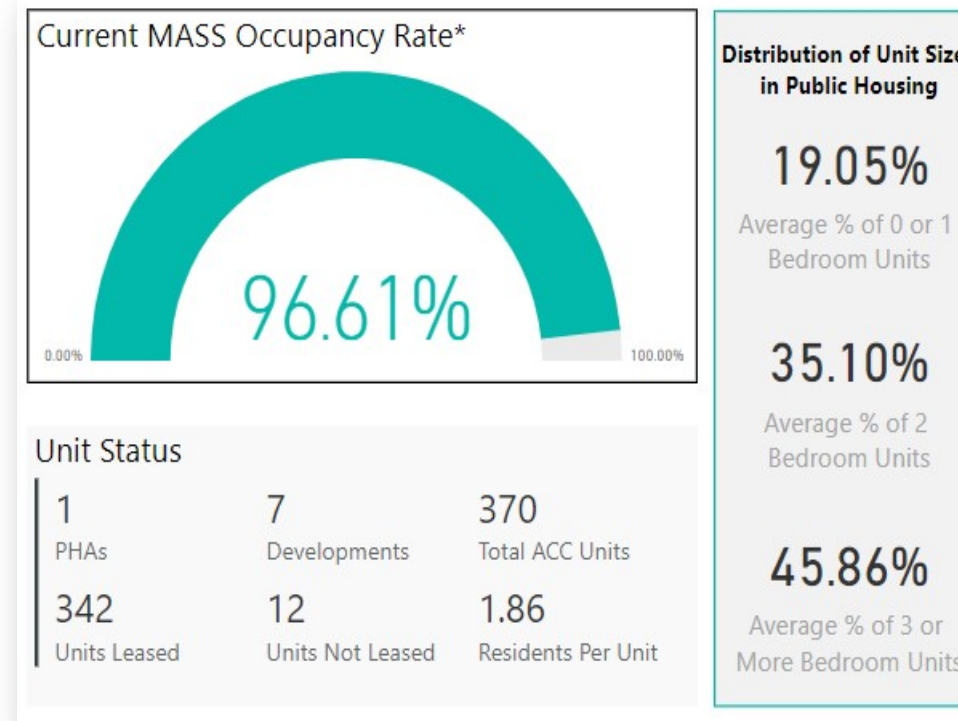 Current MASS Occupancy Rate*
96.61%
0.00%
100.00%
Unit Status
1
PHAs
7
Developments
370
Total ACC Units
342
Units Leased
12
Units Not Leased
1.86
Residents Per Unit
Distribution of Unit Size
in Public Housing
19.05%
Average % of 0 or 1
Bedroom Units
35.10%
Average % of 2
Bedroom Units
45.86%
Average % of 3 or
More Bedroom Units